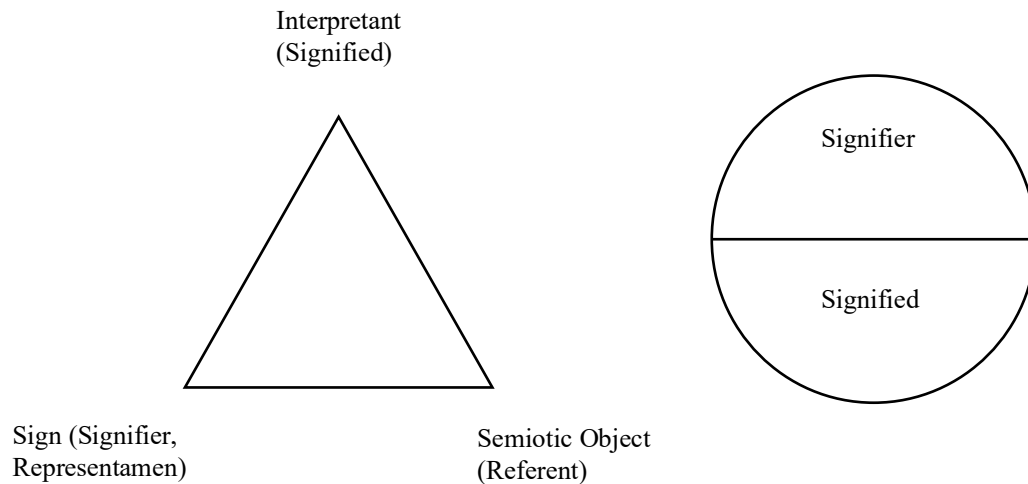 Interpretant
(Signified)
Signifier
Signified
Sign (Signifier,
Representamen)
Semiotic Object
(Referent)